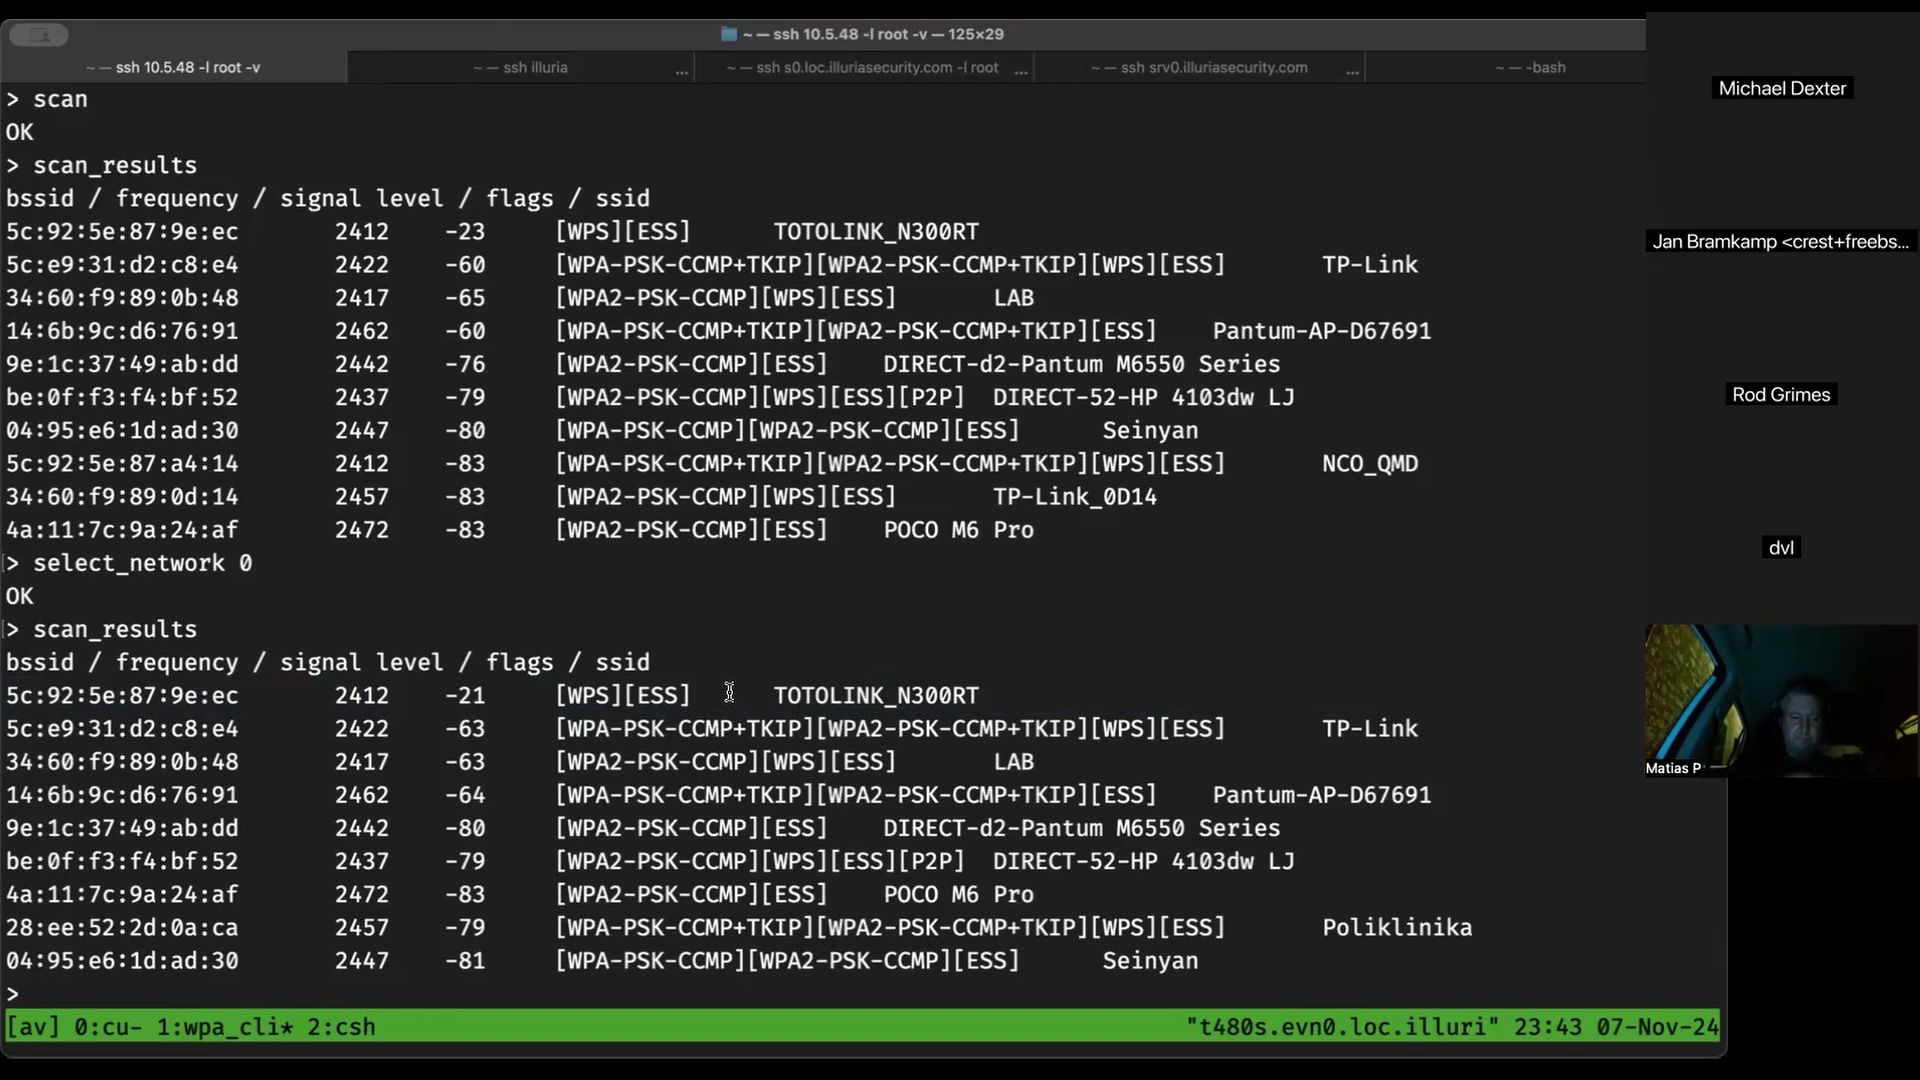 ~ — ssh 10.5.48 -l root -v — 125×29
~ — ssh 10.5.48 -l root -v
~ — ssh illuria ...
~ — ssh s0.loc.illuriasecurity.com -l root ...
~ — ssh srv0.illuriasecurity.com ...
~ — -bash
> scan
OK
> scan_results
bssid / frequency / signal level / flags / ssid
5c:92:5e:87:9e:ec 2412 -23 [WPS][ESS] TOTOLINK_N300RT
5c:e9:31:d2:c8:e4 2422 -60 [WPA-PSK-CCMP+TKIP][WPA2-PSK-CCMP+TKIP][WPS][ESS] TP-Link
34:60:f9:89:0b:48 2417 -65 [WPA2-PSK-CCMP][WPS][ESS] LAB
14:6b:9c:d6:76:91 2462 -60 [WPA-PSK-CCMP+TKIP][WPA2-PSK-CCMP+TKIP][ESS] Pantum-AP-D67691
9e:1c:37:49:ab:dd 2442 -76 [WPA2-PSK-CCMP][ESS] DIRECT-d2-Pantum M6550 Series
be:0f:f3:f4:bf:52 2437 -79 [WPA2-PSK-CCMP][WPS][ESS][P2P] DIRECT-52-HP 4103dw LJ
04:95:e6:1d:ad:30 2447 -80 [WPA-PSK-CCMP][WPA2-PSK-CCMP][ESS] Seinyan
5c:92:5e:87:a4:14 2412 -83 [WPA-PSK-CCMP+TKIP][WPA2-PSK-CCMP+TKIP][WPS][ESS] NCO_QMD
34:60:f9:89:0d:14 2457 -83 [WPA2-PSK-CCMP][WPS][ESS] TP-Link_0D14
4a:11:7c:9a:24:af 2472 -83 [WPA2-PSK-CCMP][ESS] POCO M6 Pro
> select_network 0
OK
> scan_results
bssid / frequency / signal level / flags / ssid
5c:92:5e:87:9e:ec 2412 -21 [WPS][ESS] TOTOLINK_N300RT
5c:e9:31:d2:c8:e4 2422 -63 [WPA-PSK-CCMP+TKIP][WPA2-PSK-CCMP+TKIP][WPS][ESS] TP-Link
34:60:f9:89:0b:48 2417 -63 [WPA2-PSK-CCMP][WPS][ESS] LAB
14:6b:9c:d6:76:91 2462 -64 [WPA-PSK-CCMP+TKIP][WPA2-PSK-CCMP+TKIP][ESS] Pantum-AP-D67691
9e:1c:37:49:ab:dd 2442 -80 [WPA2-PSK-CCMP][ESS] DIRECT-d2-Pantum M6550 Series
be:0f:f3:f4:bf:52 2437 -79 [WPA2-PSK-CCMP][WPS][ESS][P2P] DIRECT-52-HP 4103dw LJ
4a:11:7c:9a:24:af 2472 -83 [WPA2-PSK-CCMP][ESS] POCO M6 Pro
28:ee:52:2d:0a:ca 2457 -79 [WPA-PSK-CCMP+TKIP][WPA2-PSK-CCMP+TKIP][WPS][ESS] Poliklinika
04:95:e6:1d:ad:30 2447 -81 [WPA-PSK-CCMP][WPA2-PSK-CCMP][ESS] Seinyan
>
[av] 0:cu- 1:wpa_cli* 2:csh "t480s.evn0.loc.illuri" 23:43 07-Nov-24
Michael Dexter
Jan Bramkamp <crest+freebs...
Rod Grimes
dvl
Matias P